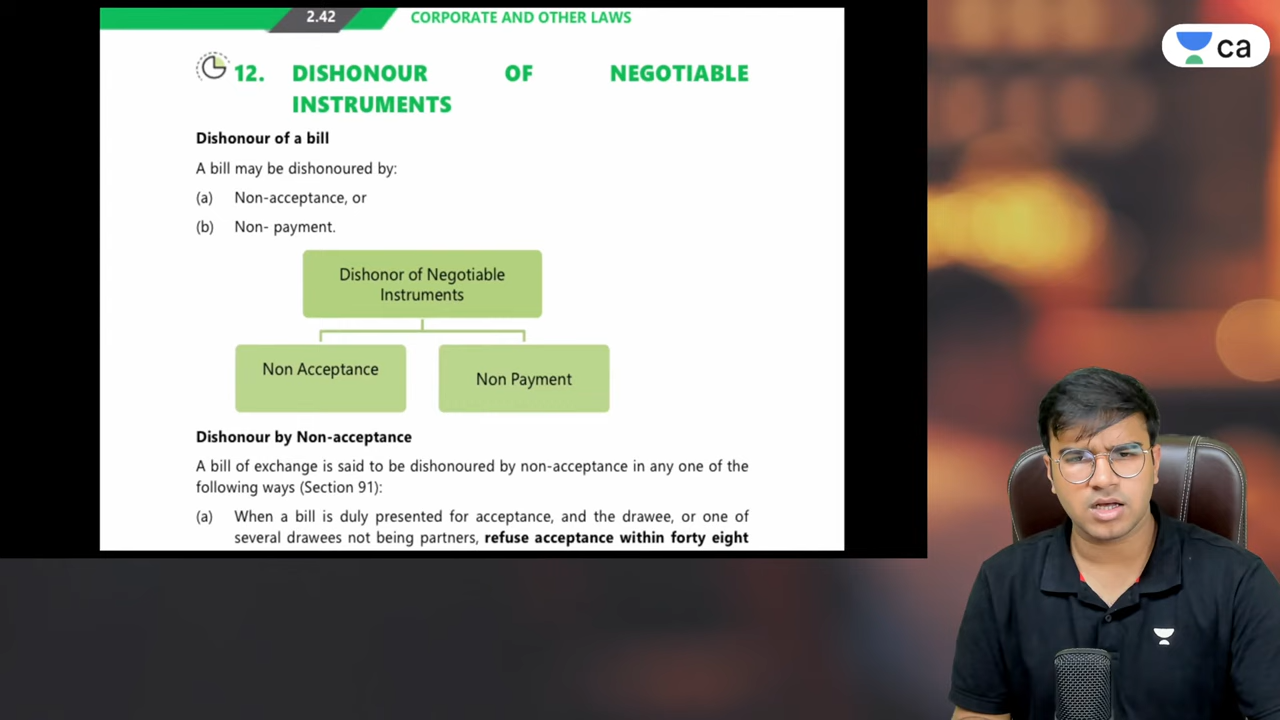 2.42
CORPORATE AND OTHER LAWS
ca
12. DISHONOUR OF NEGOTIABLE
INSTRUMENTS
Dishonour of a bill
A bill may be dishonoured by:
(a) Non-acceptance, or
(b) Non- payment.
Dishonor of Negotiable
Instruments
Non Acceptance
Non Payment
Dishonour by Non-acceptance
A bill of exchange is said to be dishonoured by non-acceptance in any one of the
following ways (Section 91):
(a) When a bill is duly presented for acceptance, and the drawee, or one of
several drawees not being partners, refuse acceptance within forty eight